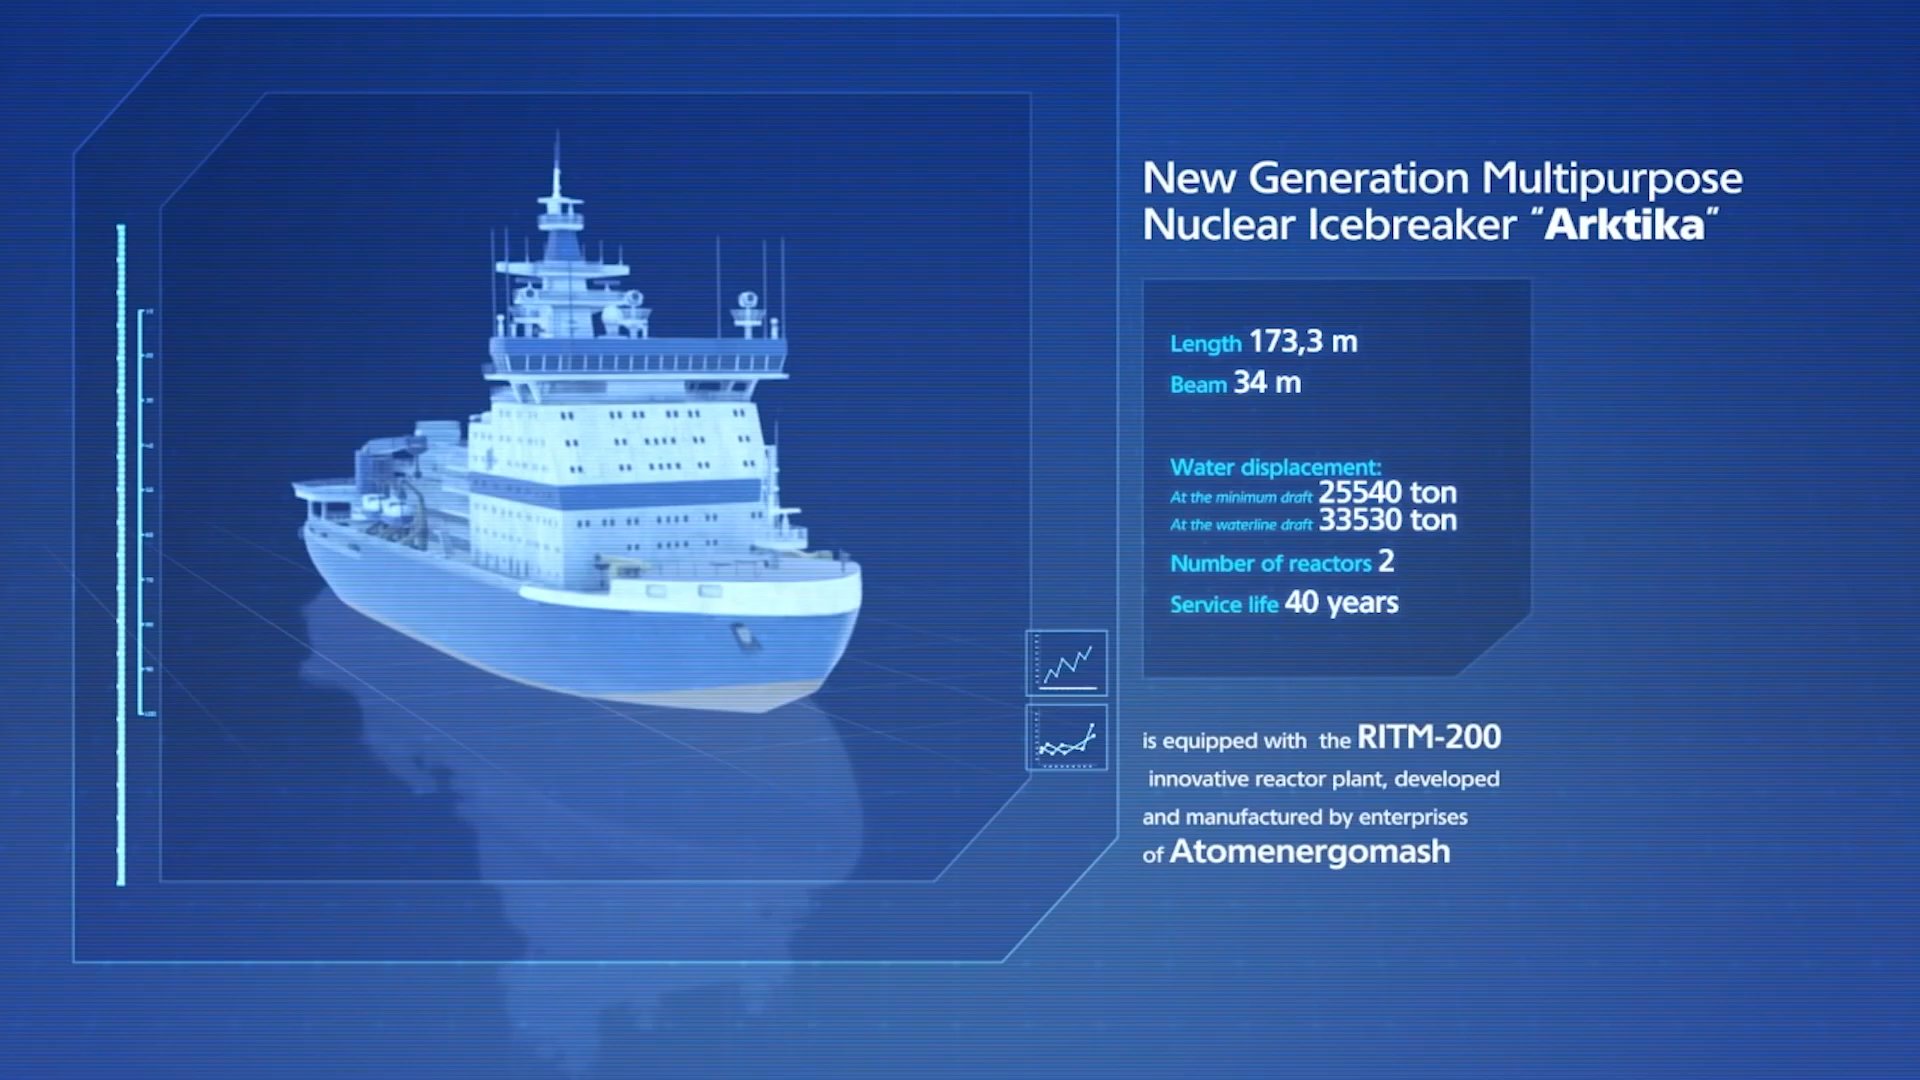 New Generation Multipurpose
Nuclear Icebreaker "Arktika"
Length 173,3 m
Beam 34 m
Water displacement:
At the minimum draft 25540 ton
At the waterline draft 33530 ton
Number of reactors 2
Service life 40 years
is equipped with the RITM-200
innovative reactor plant, developed
and manufactured by enterprises
of Atomenergomash